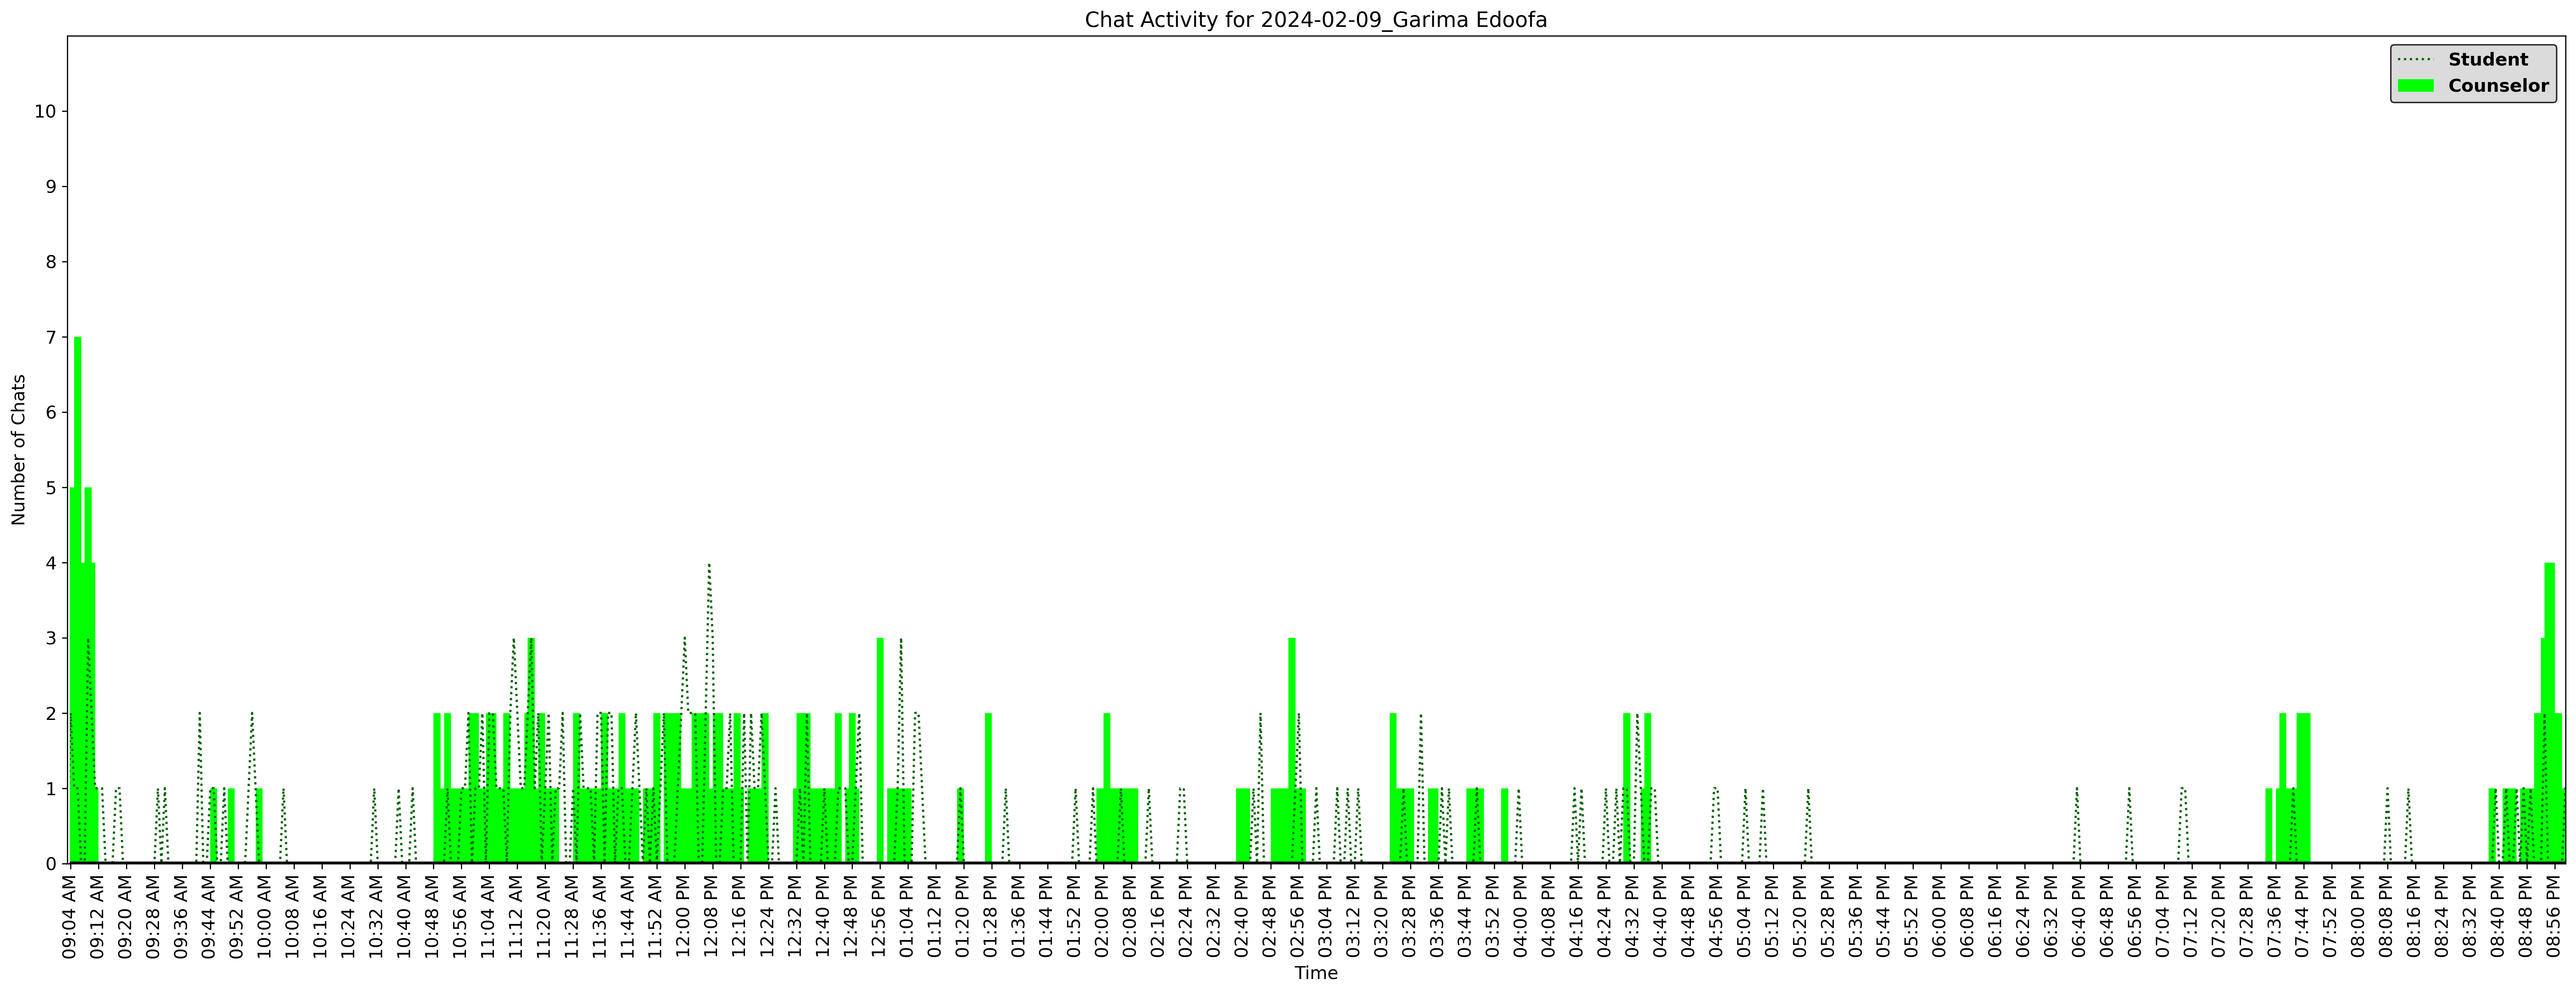 Chat Activity for 2024-02-09_Garima Edoofa
Student
Counselor
Number of Chats
10
9
8
7
6
5
4
3
2
1
0
09:04 AM
09:12 AM
09:20 AM
09:28 AM
09:36 AM
09:44 AM
09:52 AM
10:00 AM
10:08 AM
10:16 AM
10:24 AM
10:32 AM
10:40 AM
10:48 AM
10:56 AM
11:04 AM
11:12 AM
11:20 AM
11:28 AM
11:36 AM
11:44 AM
11:52 AM
12:00 PM
12:08 PM
12:16 PM
12:24 PM
12:32 PM
12:40 PM
12:48 PM
12:56 PM
01:04 PM
01:12 PM
01:20 PM
01:28 PM
01:36 PM
01:44 PM
01:52 PM
02:00 PM
02:08 PM
02:16 PM
02:24 PM
02:32 PM
02:40 PM
02:48 PM
02:56 PM
03:04 PM
03:12 PM
03:20 PM
03:28 PM
03:36 PM
03:44 PM
03:52 PM
04:00 PM
04:08 PM
04:16 PM
04:24 PM
04:32 PM
04:40 PM
04:48 PM
04:56 PM
05:04 PM
05:12 PM
05:20 PM
05:28 PM
05:36 PM
05:44 PM
05:52 PM
06:00 PM
06:08 PM
06:16 PM
06:24 PM
06:32 PM
06:40 PM
06:48 PM
06:56 PM
07:04 PM
07:12 PM
07:20 PM
07:28 PM
07:36 PM
07:44 PM
07:52 PM
08:00 PM
08:08 PM
08:16 PM
08:24 PM
08:32 PM
08:40 PM
08:48 PM
08:56 PM
Time